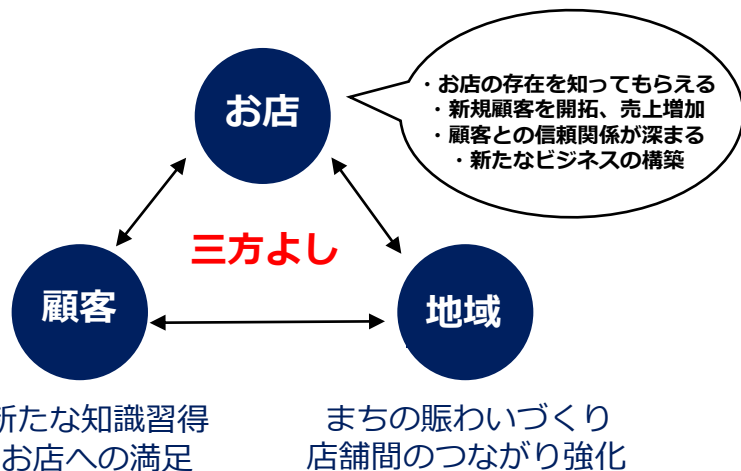 お店
・お店の存在を知ってもらえる
・新規顧客を開拓、売上増加
・顧客との信頼関係が深まる
・新たなビジネスの構築
三方よし
顧客
地域
新たな知識習得
お店への満足
まちの賑わいづくり
店舗間のつながり強化